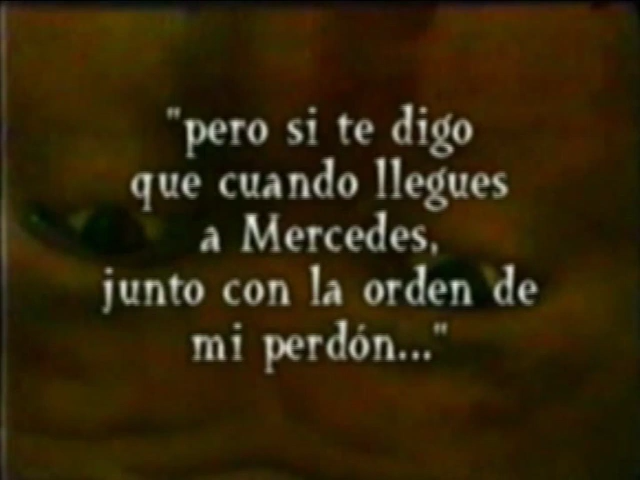 "pero si te digo
que cuando llegues
a Mercedes,
junto con la orden de
mi perdón..."